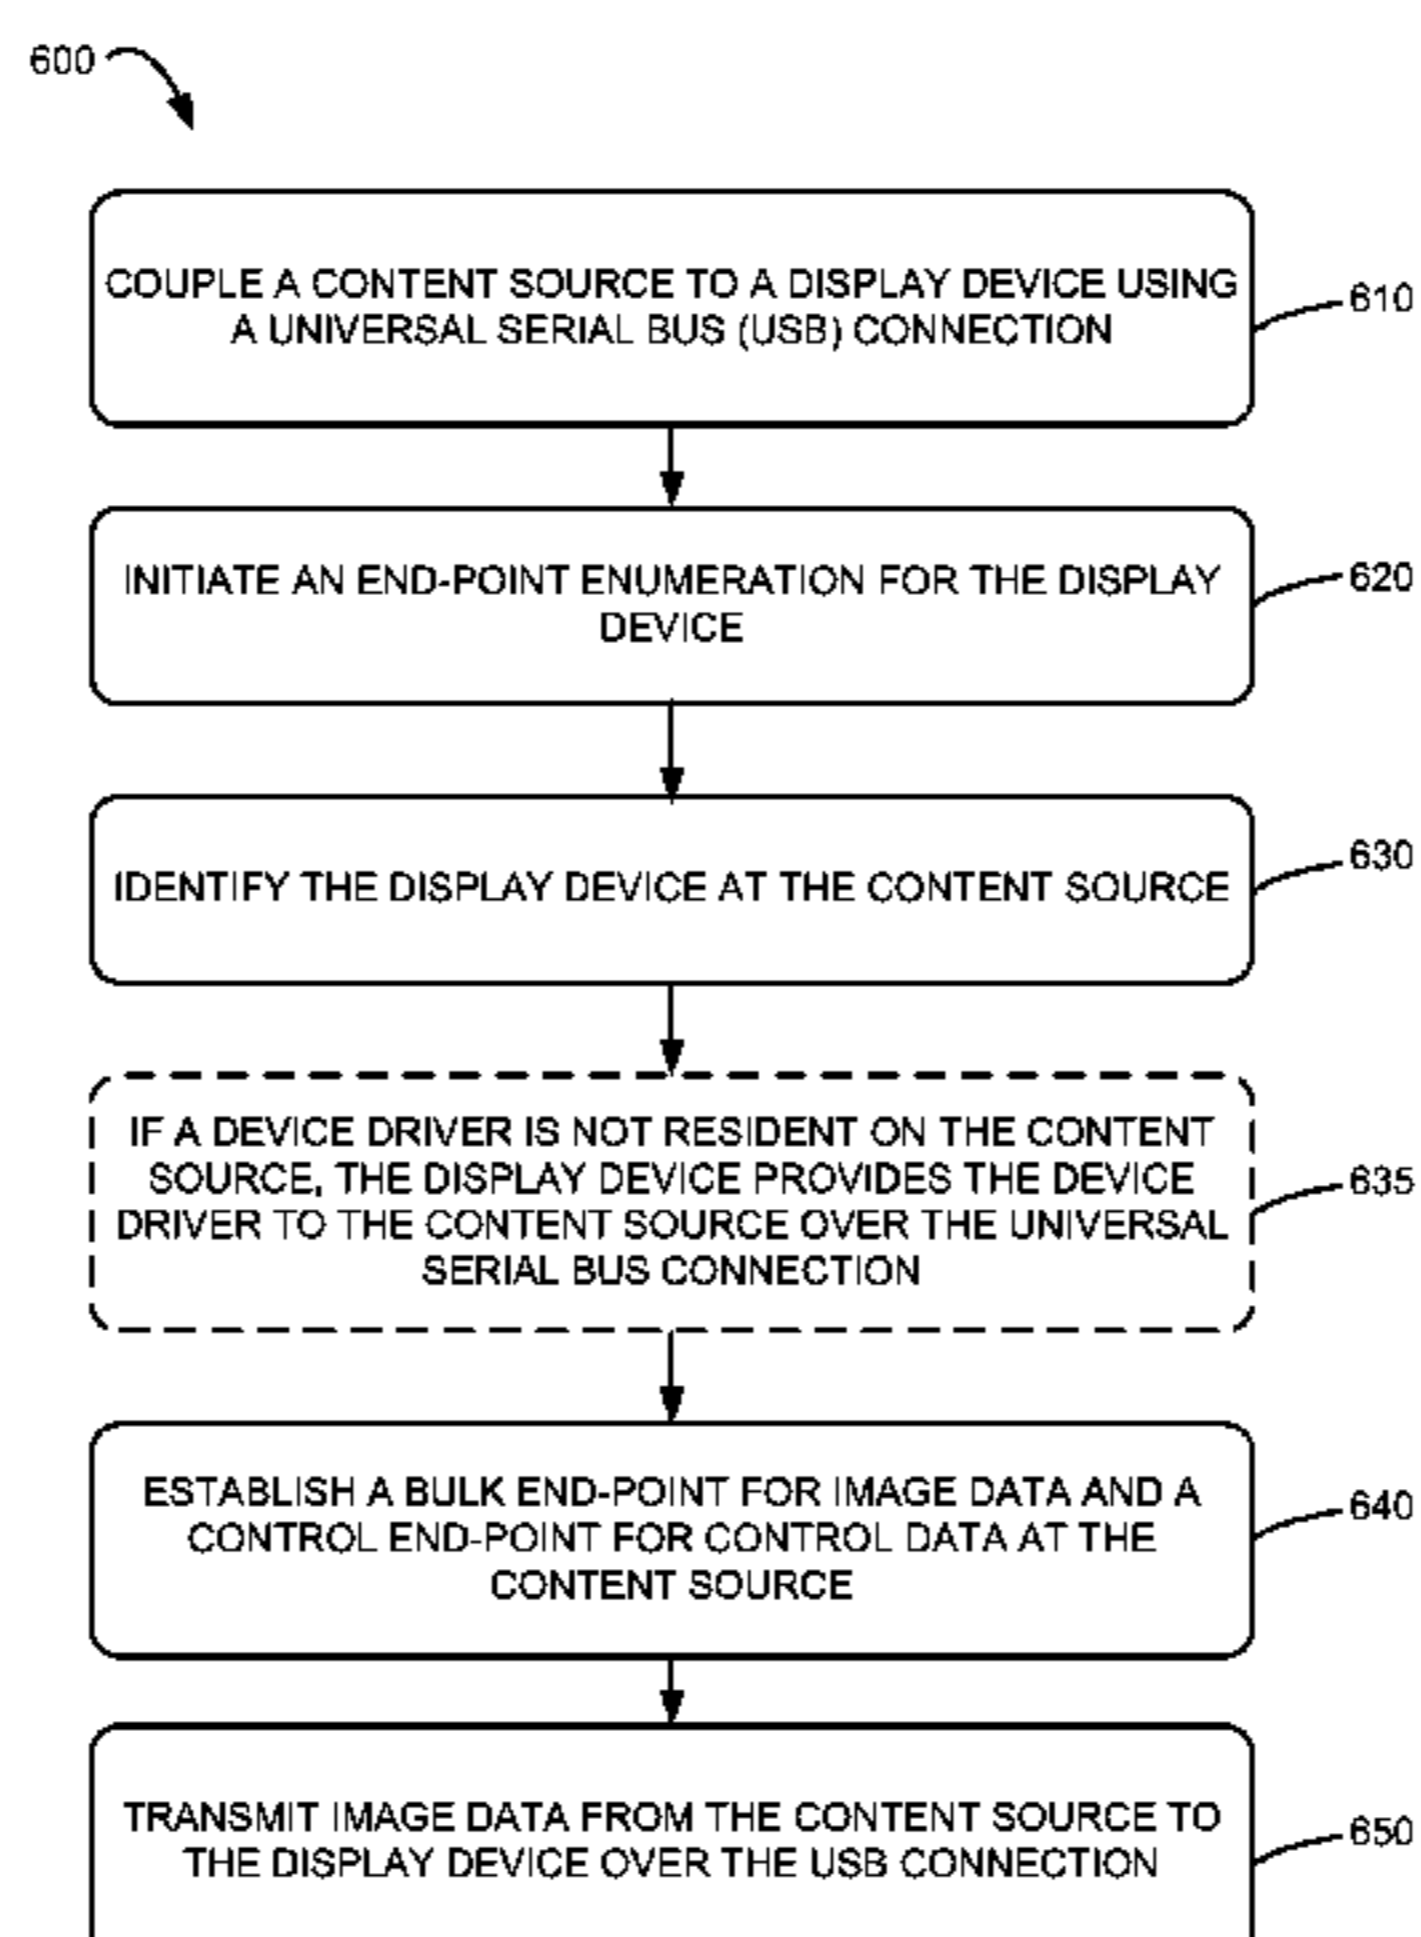 600
COUPLE A CONTENT SOURCE TO A DISPLAY DEVICE USING
A UNIVERSAL SERIAL BUS (USB) CONNECTION
610
INITIATE AN END-POINT ENUMERATION FOR THE DISPLAY
DEVICE
620
IDENTIFY THE DISPLAY DEVICE AT THE CONTENT SOURCE
630
IF A DEVICE DRIVER IS NOT RESIDENT ON THE CONTENT
SOURCE, THE DISPLAY DEVICE PROVIDES THE DEVICE
DRIVER TO THE CONTENT SOURCE OVER THE UNIVERSAL
SERIAL BUS CONNECTION
635
ESTABLISH A BULK END-POINT FOR IMAGE DATA AND A
CONTROL END-POINT FOR CONTROL DATA AT THE
CONTENT SOURCE
640
TRANSMIT IMAGE DATA FROM THE CONTENT SOURCE TO
THE DISPLAY DEVICE OVER THE USB CONNECTION
650